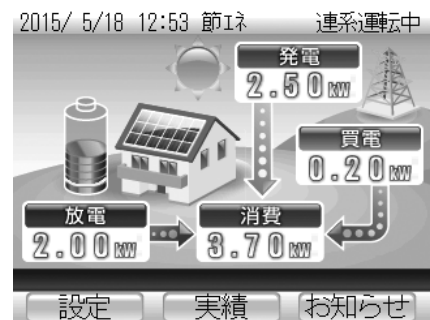 2015/ 5/18 12:53 節エネ 連系運転中
発電
2.50kW
買電
0.20kW
放電
2.00kW
消費
3.70kW
設定 実績 お知らせ